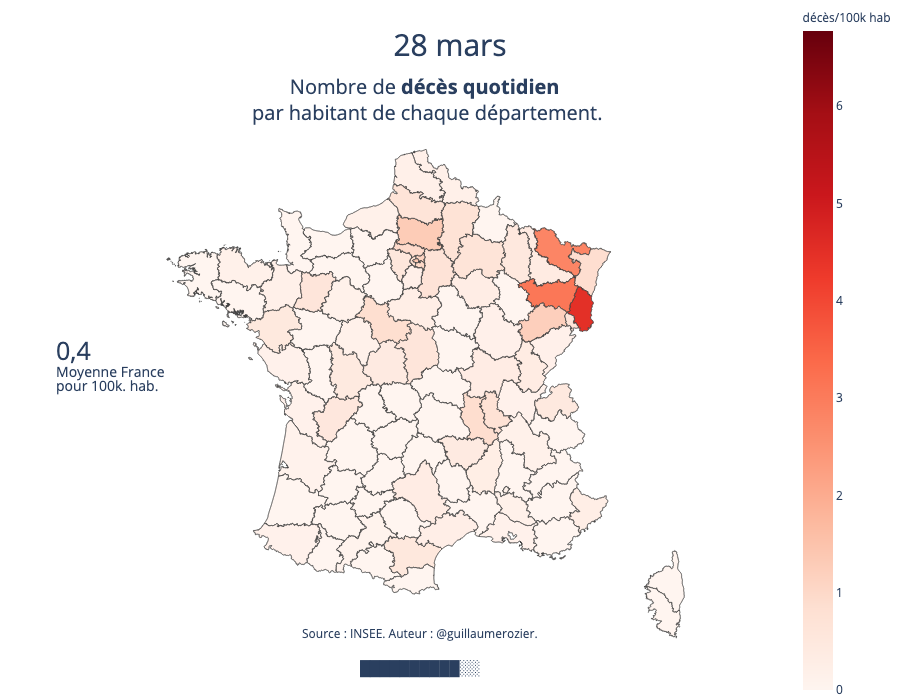 décès/100k hab
28 mars
Nombre de décès quotidien
par habitant de chaque département.
6
5
4
3
2
1
0
0,4
Moyenne France
pour 100k. hab.
Source : INSEE. Auteur : @guillaumerozier.